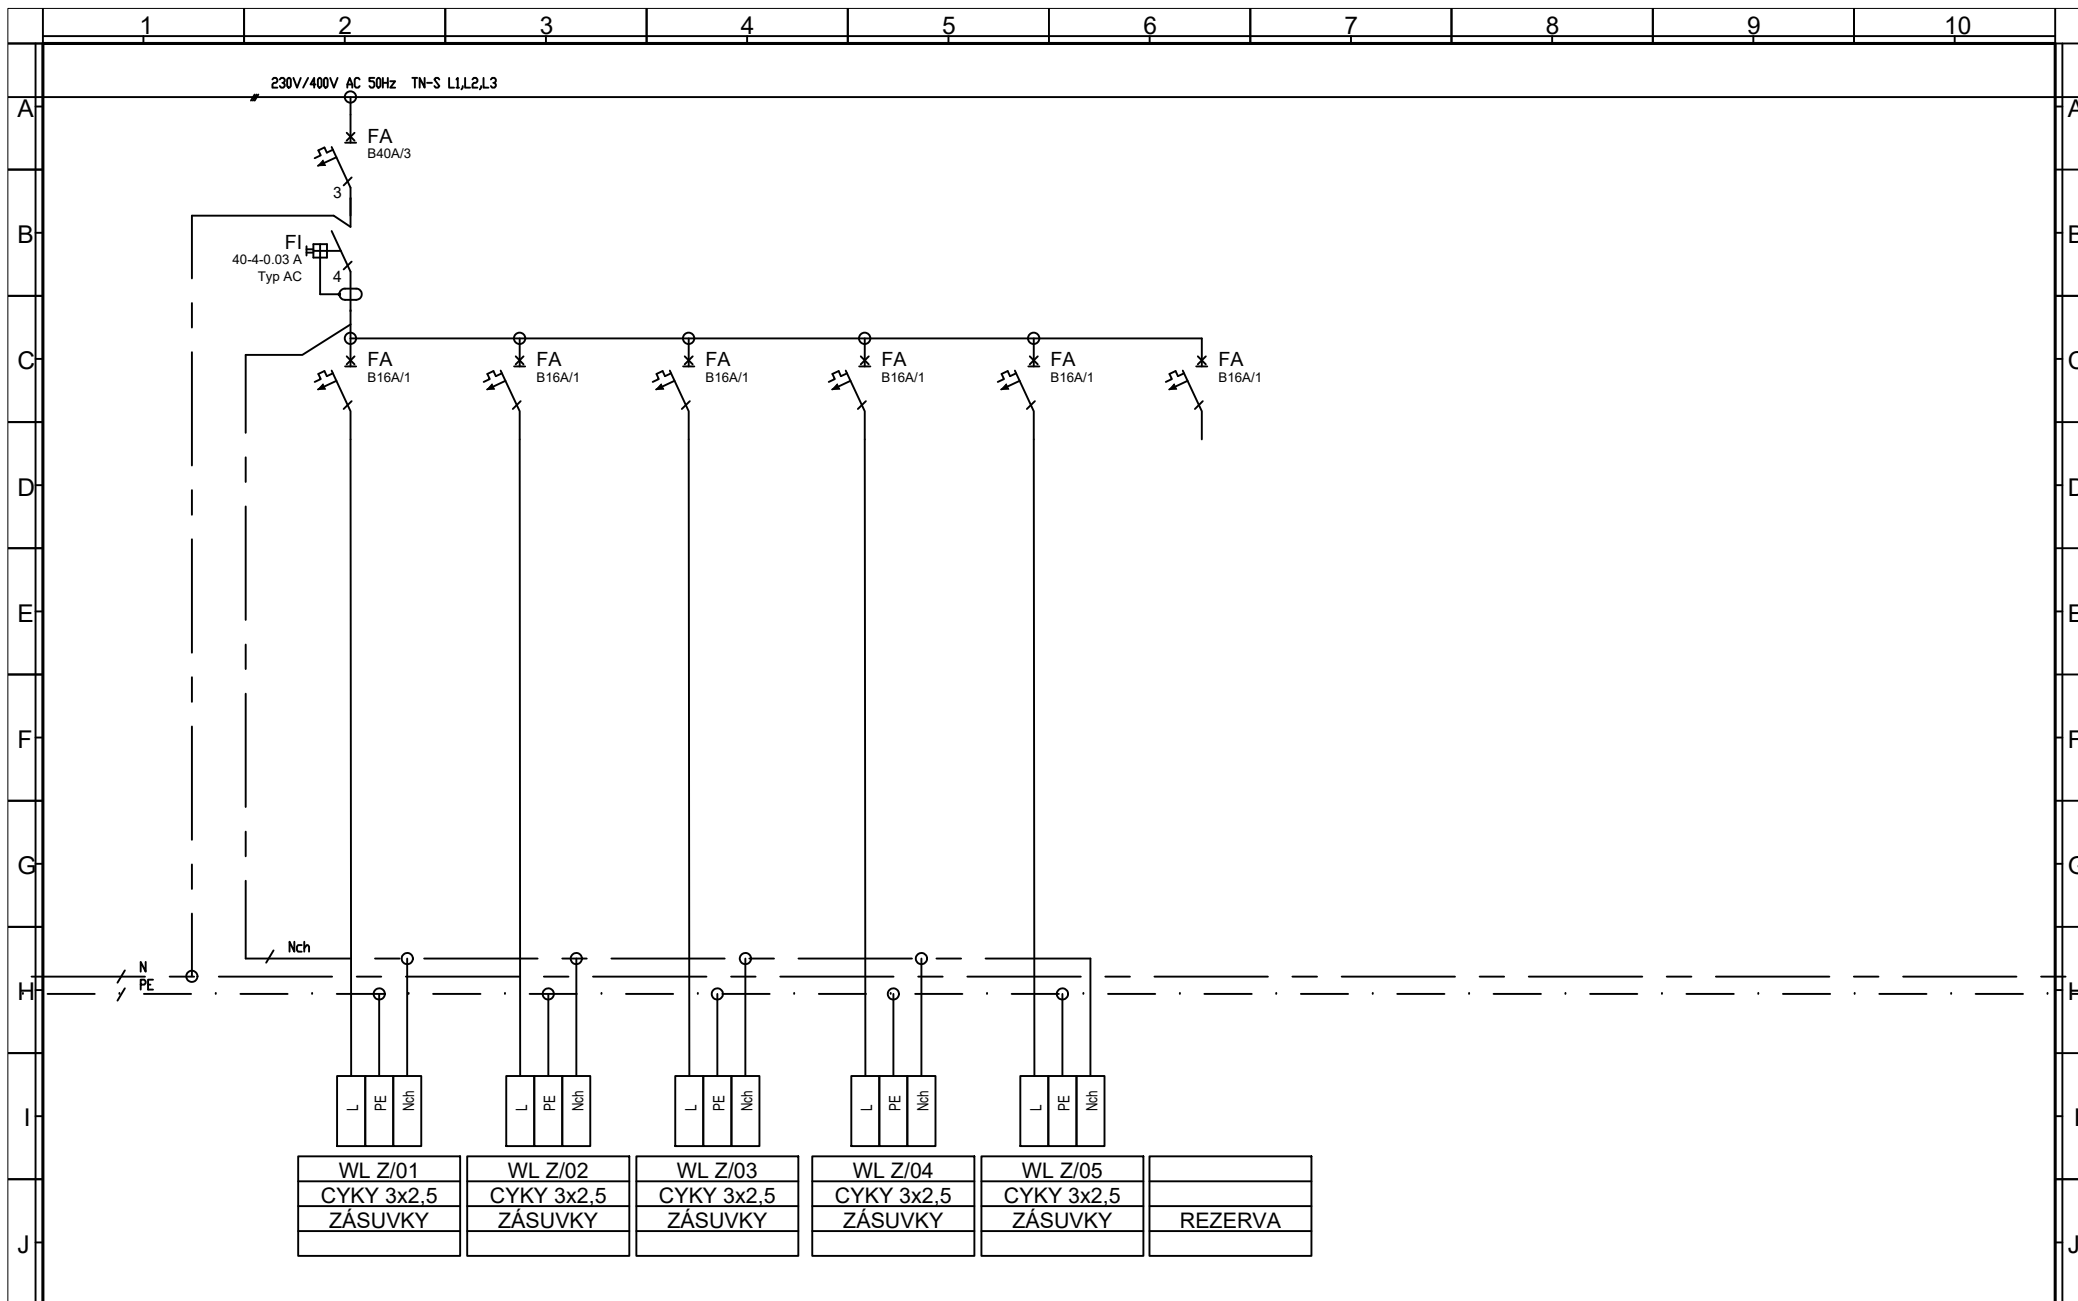 1 2 3 4 5 6 7 8 9 10
230V/400V AC 50Hz TN-S L1,L2,L3
A A
FA
B40A/3
3
B B
FI
40-4-0.03 A
Typ AC
4
C C
FA FA FA FA FA FA
B16A/1 B16A/1 B16A/1 B16A/1 B16A/1 B16A/1
D D
E E
F F
G G
Nch
N
PE
H H
L PE Nch L PE Nch L PE Nch L PE Nch L PE Nch
I I
WL Z/01 WL Z/02 WL Z/03 WL Z/04 WL Z/05
CYKY 3x2,5 CYKY 3x2,5 CYKY 3x2,5 CYKY 3x2,5 CYKY 3x2,5
ZÁSUVKY ZÁSUVKY ZÁSUVKY ZÁSUVKY ZÁSUVKY REZERVA
J J